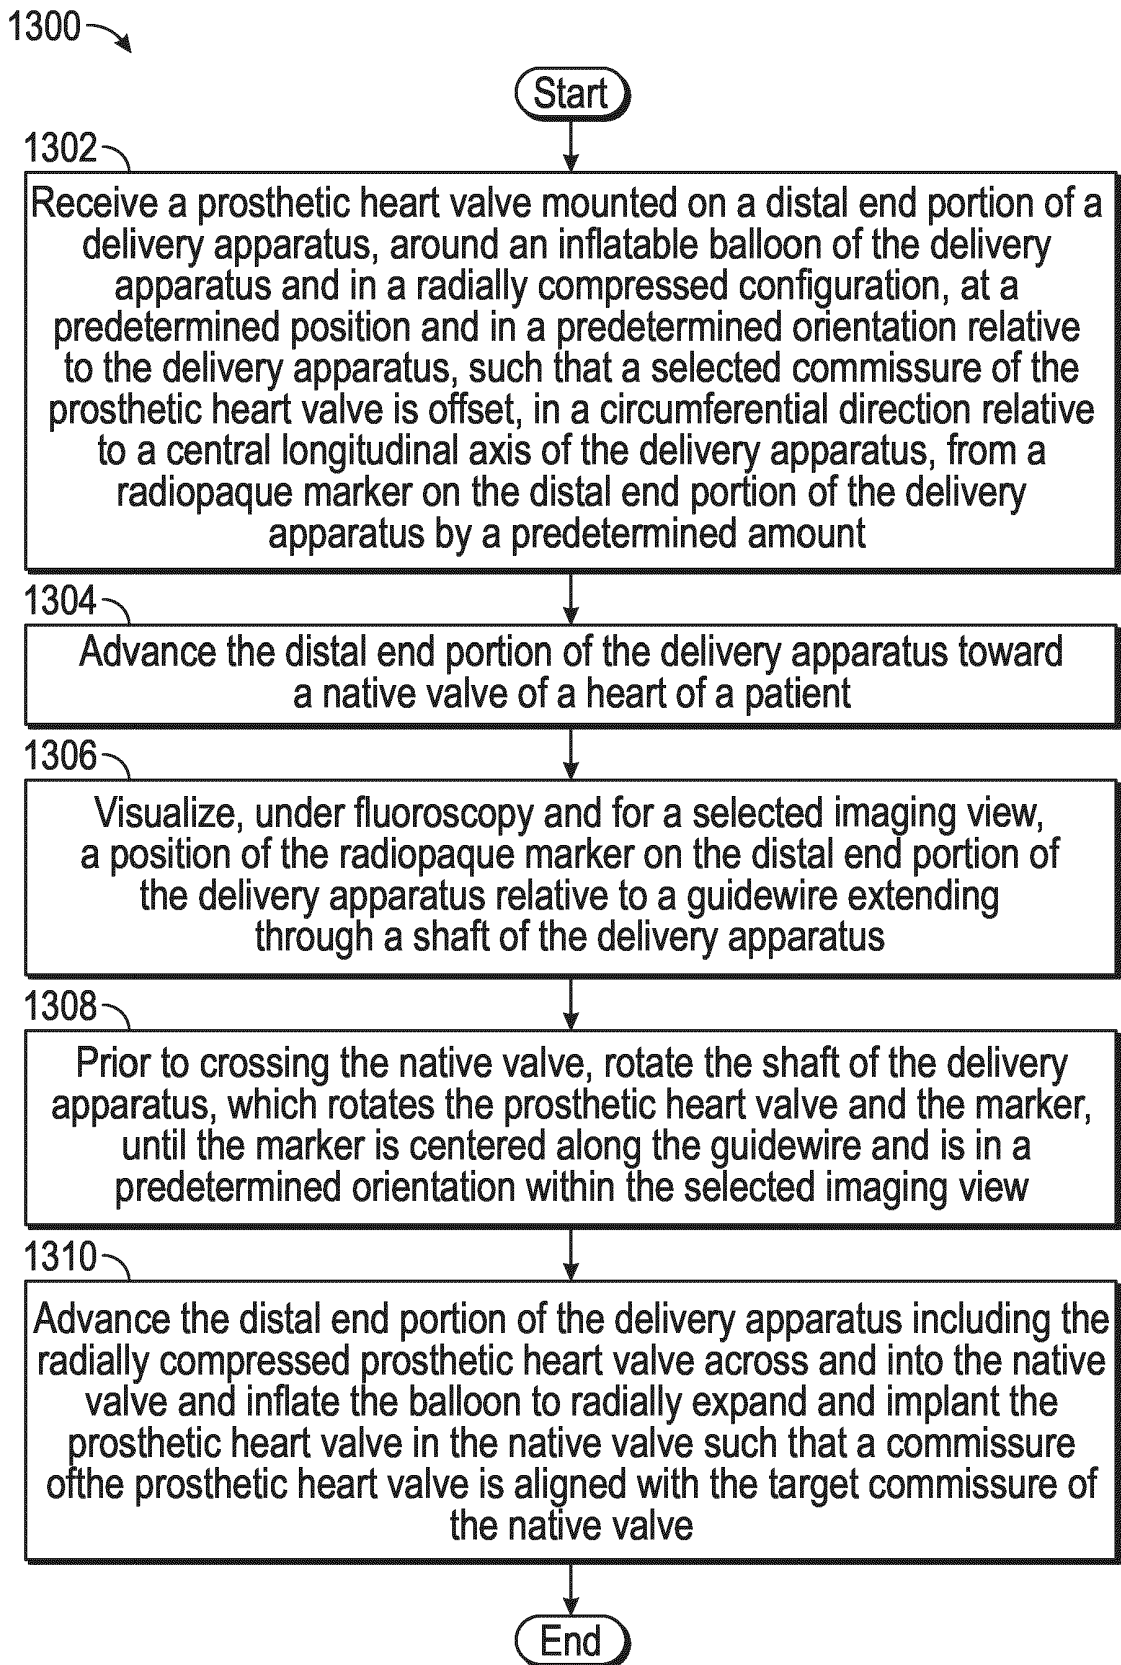 1300
Start
1302
Receive a prosthetic heart valve mounted on a distal end portion of a
delivery apparatus, around an inflatable balloon of the delivery
apparatus and in a radially compressed configuration, at a
predetermined position and in a predetermined orientation relative
to the delivery apparatus, such that a selected commissure of the
prosthetic heart valve is offset, in a circumferential direction relative
to a central longitudinal axis of the delivery apparatus, from a
radiopaque marker on the distal end portion of the delivery
apparatus by a predetermined amount
1304
Advance the distal end portion of the delivery apparatus toward
a native valve of a heart of a patient
1306
Visualize, under fluoroscopy and for a selected imaging view,
a position of the radiopaque marker on the distal end portion of
the delivery apparatus relative to a guidewire extending
through a shaft of the delivery apparatus
1308
Prior to crossing the native valve, rotate the shaft of the delivery
apparatus, which rotates the prosthetic heart valve and the marker,
until the marker is centered along the guidewire and is in a
predetermined orientation within the selected imaging view
1310
Advance the distal end portion of the delivery apparatus including the
radially compressed prosthetic heart valve across and into the native
valve and inflate the balloon to radially expand and implant the
prosthetic heart valve in the native valve such that a commissure
ofthe prosthetic heart valve is aligned with the target commissure of
the native valve
End